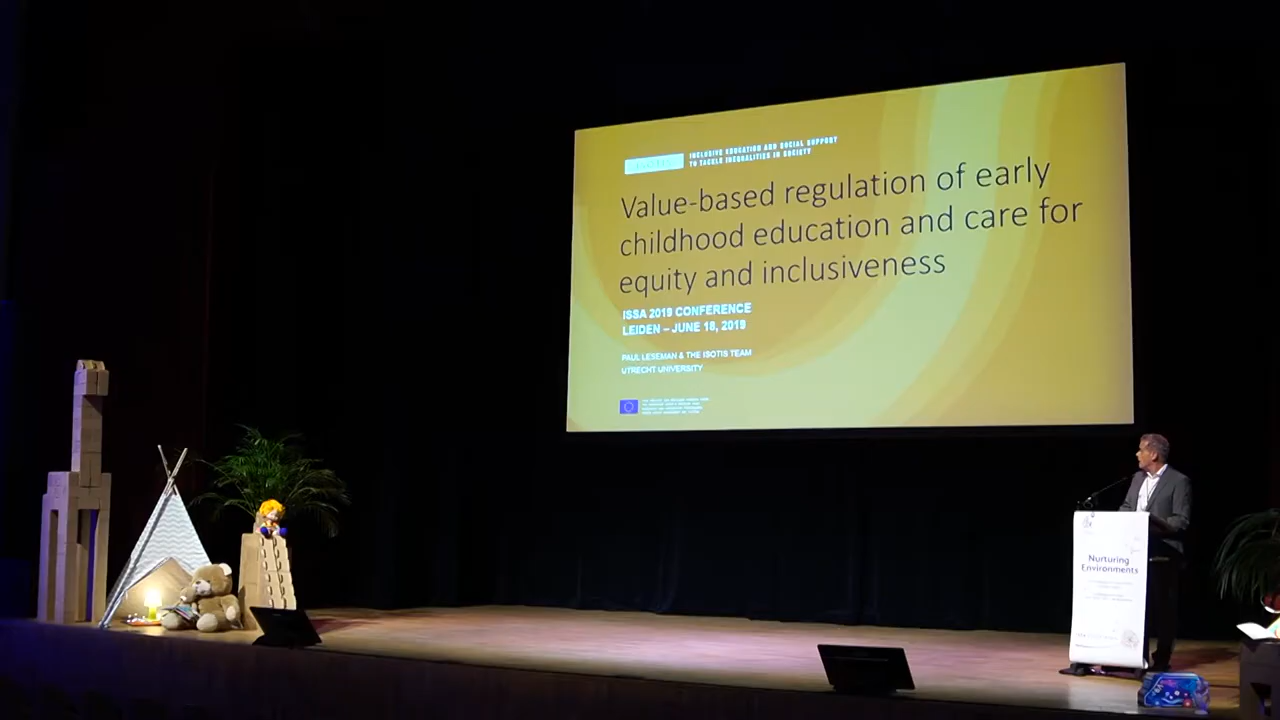 INCLUSIVE EDUCATION AND SOCIAL SUPPORT
TO TACKLE INEQUALITIES IN SOCIETY
Value-based regulation of early
childhood education and care for
equity and inclusiveness
ISSA 2019 CONFERENCE
LEIDEN – JUNE 18, 2019
PAUL LESEMAN & THE ISOTIS TEAM
UTRECHT UNIVERSITY
Nurturing
Environments